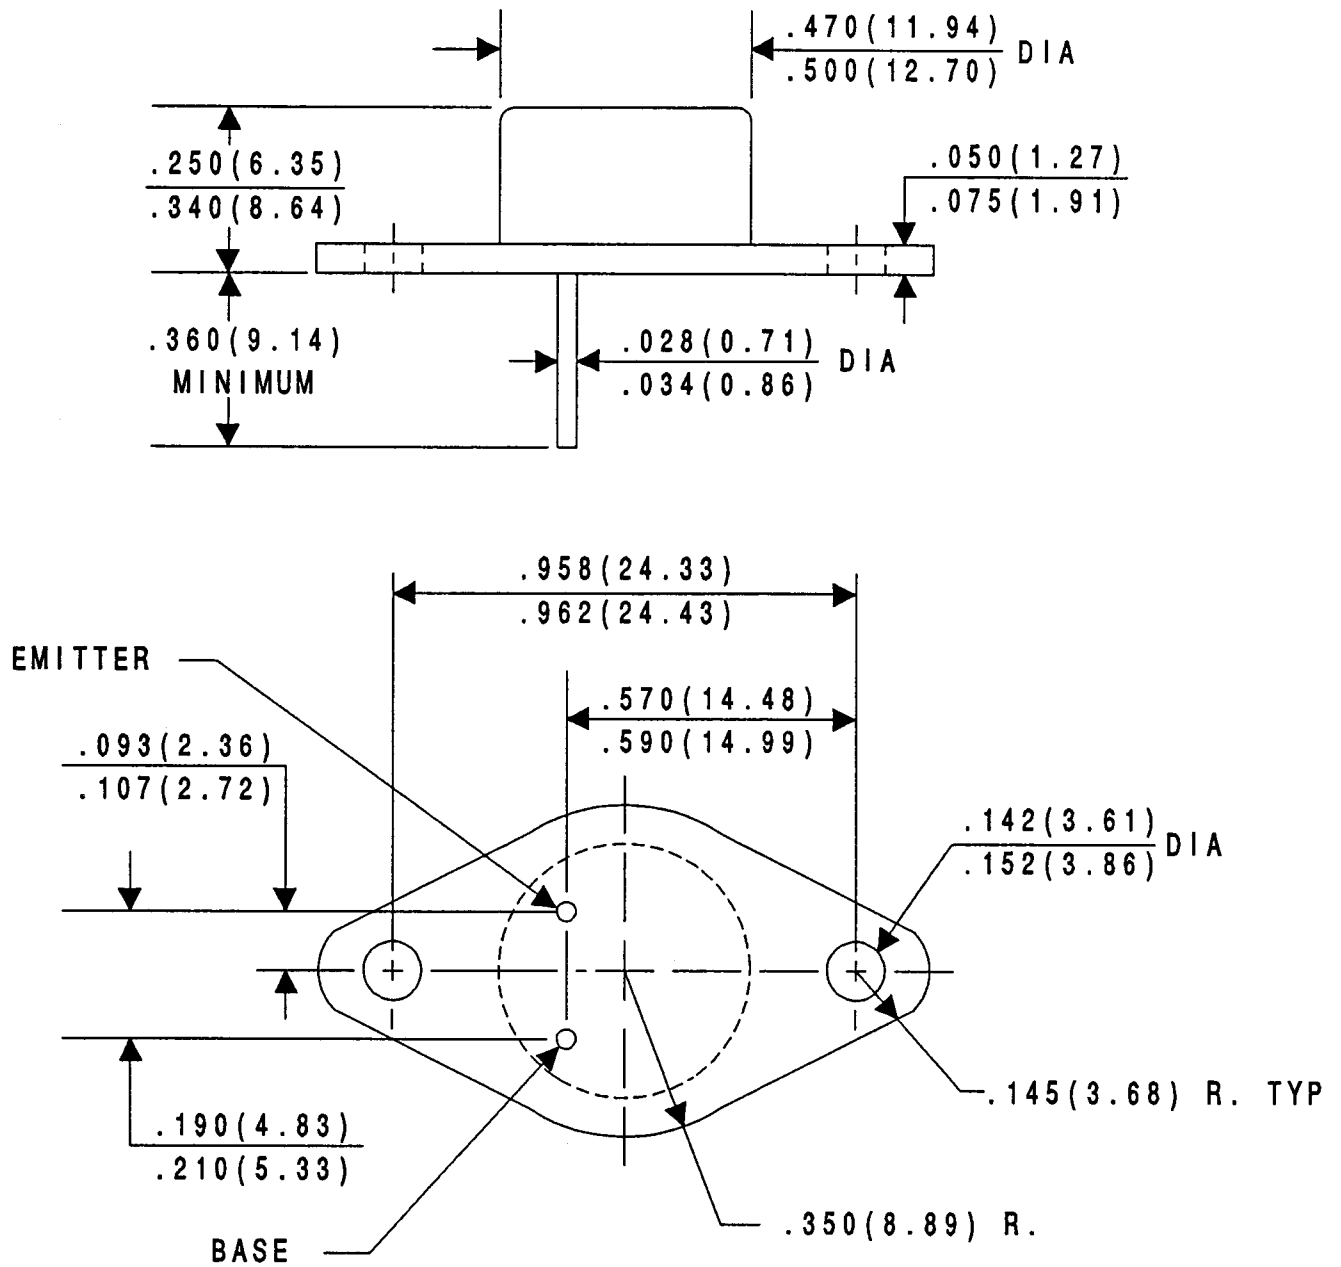 .470(11.94)
.500(12.70) DIA
.250(6.35)
.340(8.64)
.050(1.27)
.075(1.91)
.360(9.14)
MINIMUM
.028(0.71)
.034(0.86) DIA
.958(24.33)
.962(24.43)
EMITTER
.570(14.48)
.590(14.99)
.093(2.36)
.107(2.72)
.142(3.61)
.152(3.86) DIA
.145(3.68) R. TYP
.190(4.83)
.210(5.33)
.350(8.89) R.
BASE